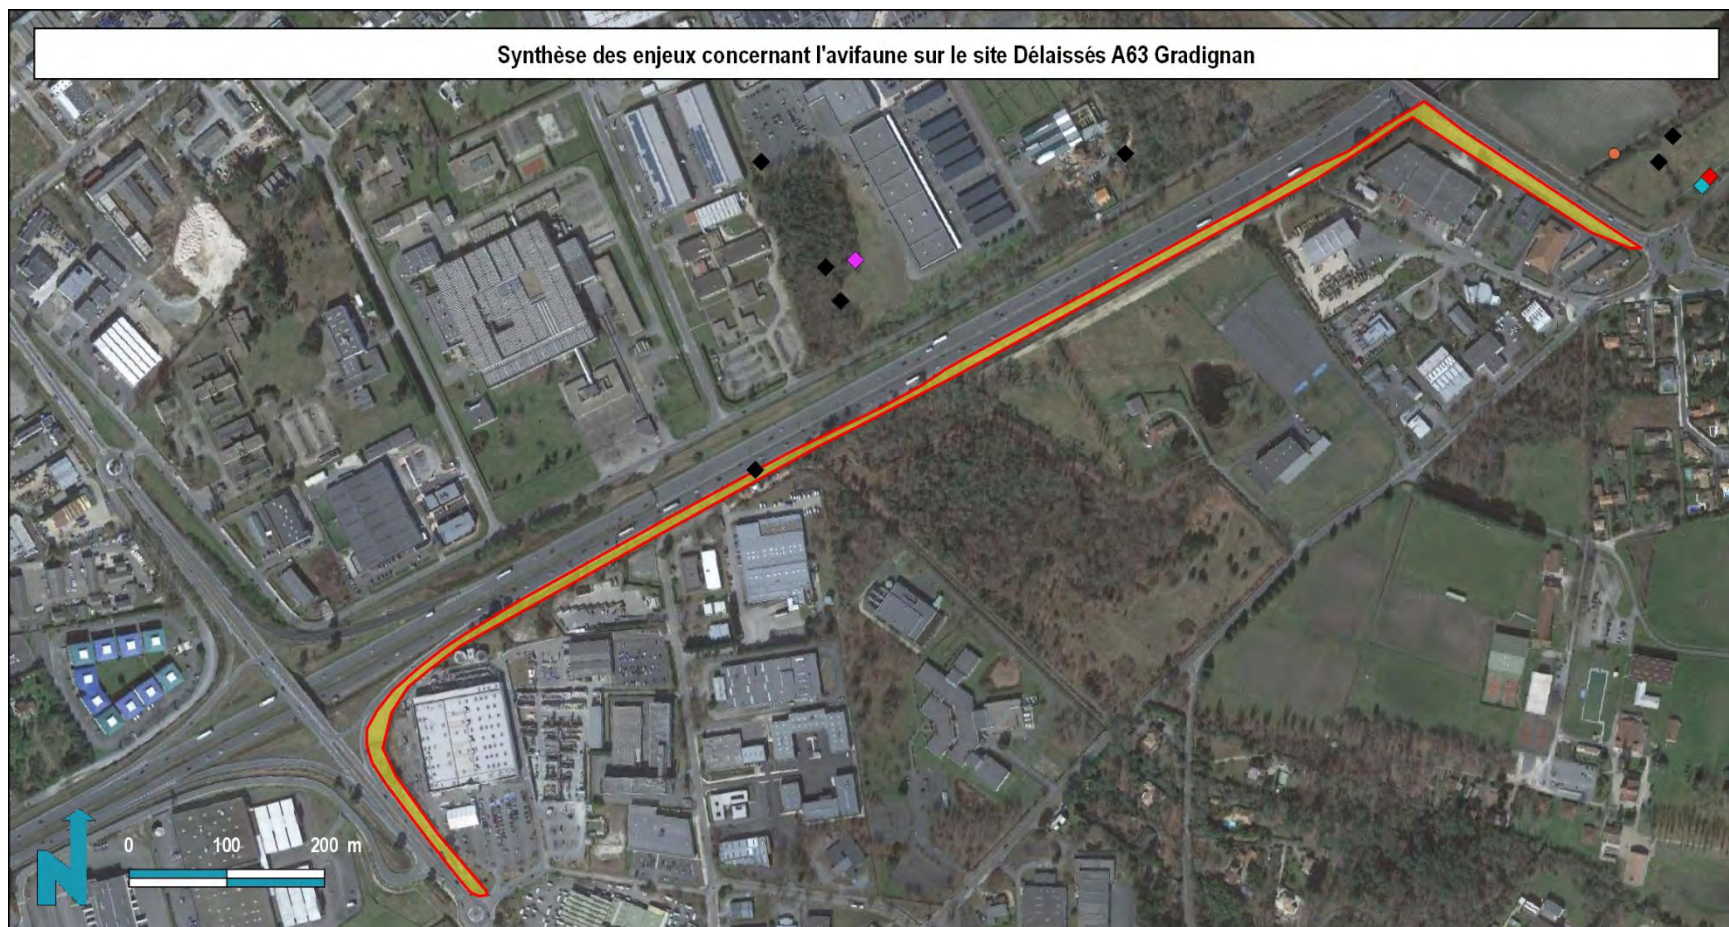 Synthèse des enjeux concernant l'avifaune sur le site Délaissés A63 Gradignan
N
0 100 200 m